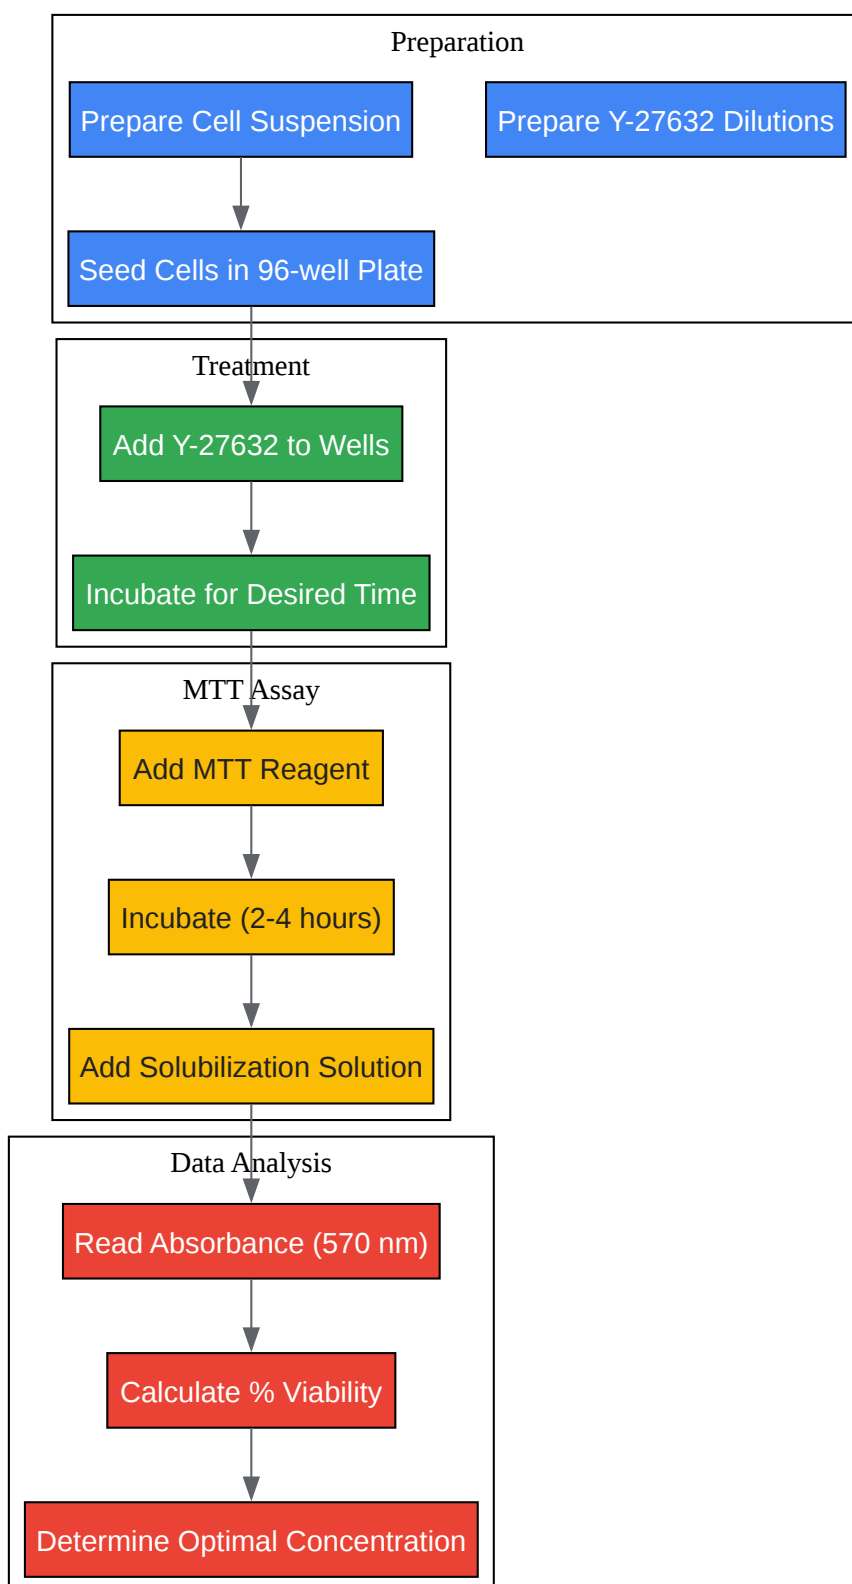 Preparation
Prepare Cell Suspension
Prepare Y-27632 Dilutions
Seed Cells in 96-well Plate
Treatment
Add Y-27632 to Wells
Incubate for Desired Time
MTT Assay
Add MTT Reagent
Incubate (2-4 hours)
Add Solubilization Solution
Data Analysis
Read Absorbance (570 nm)
Calculate % Viability
Determine Optimal Concentration